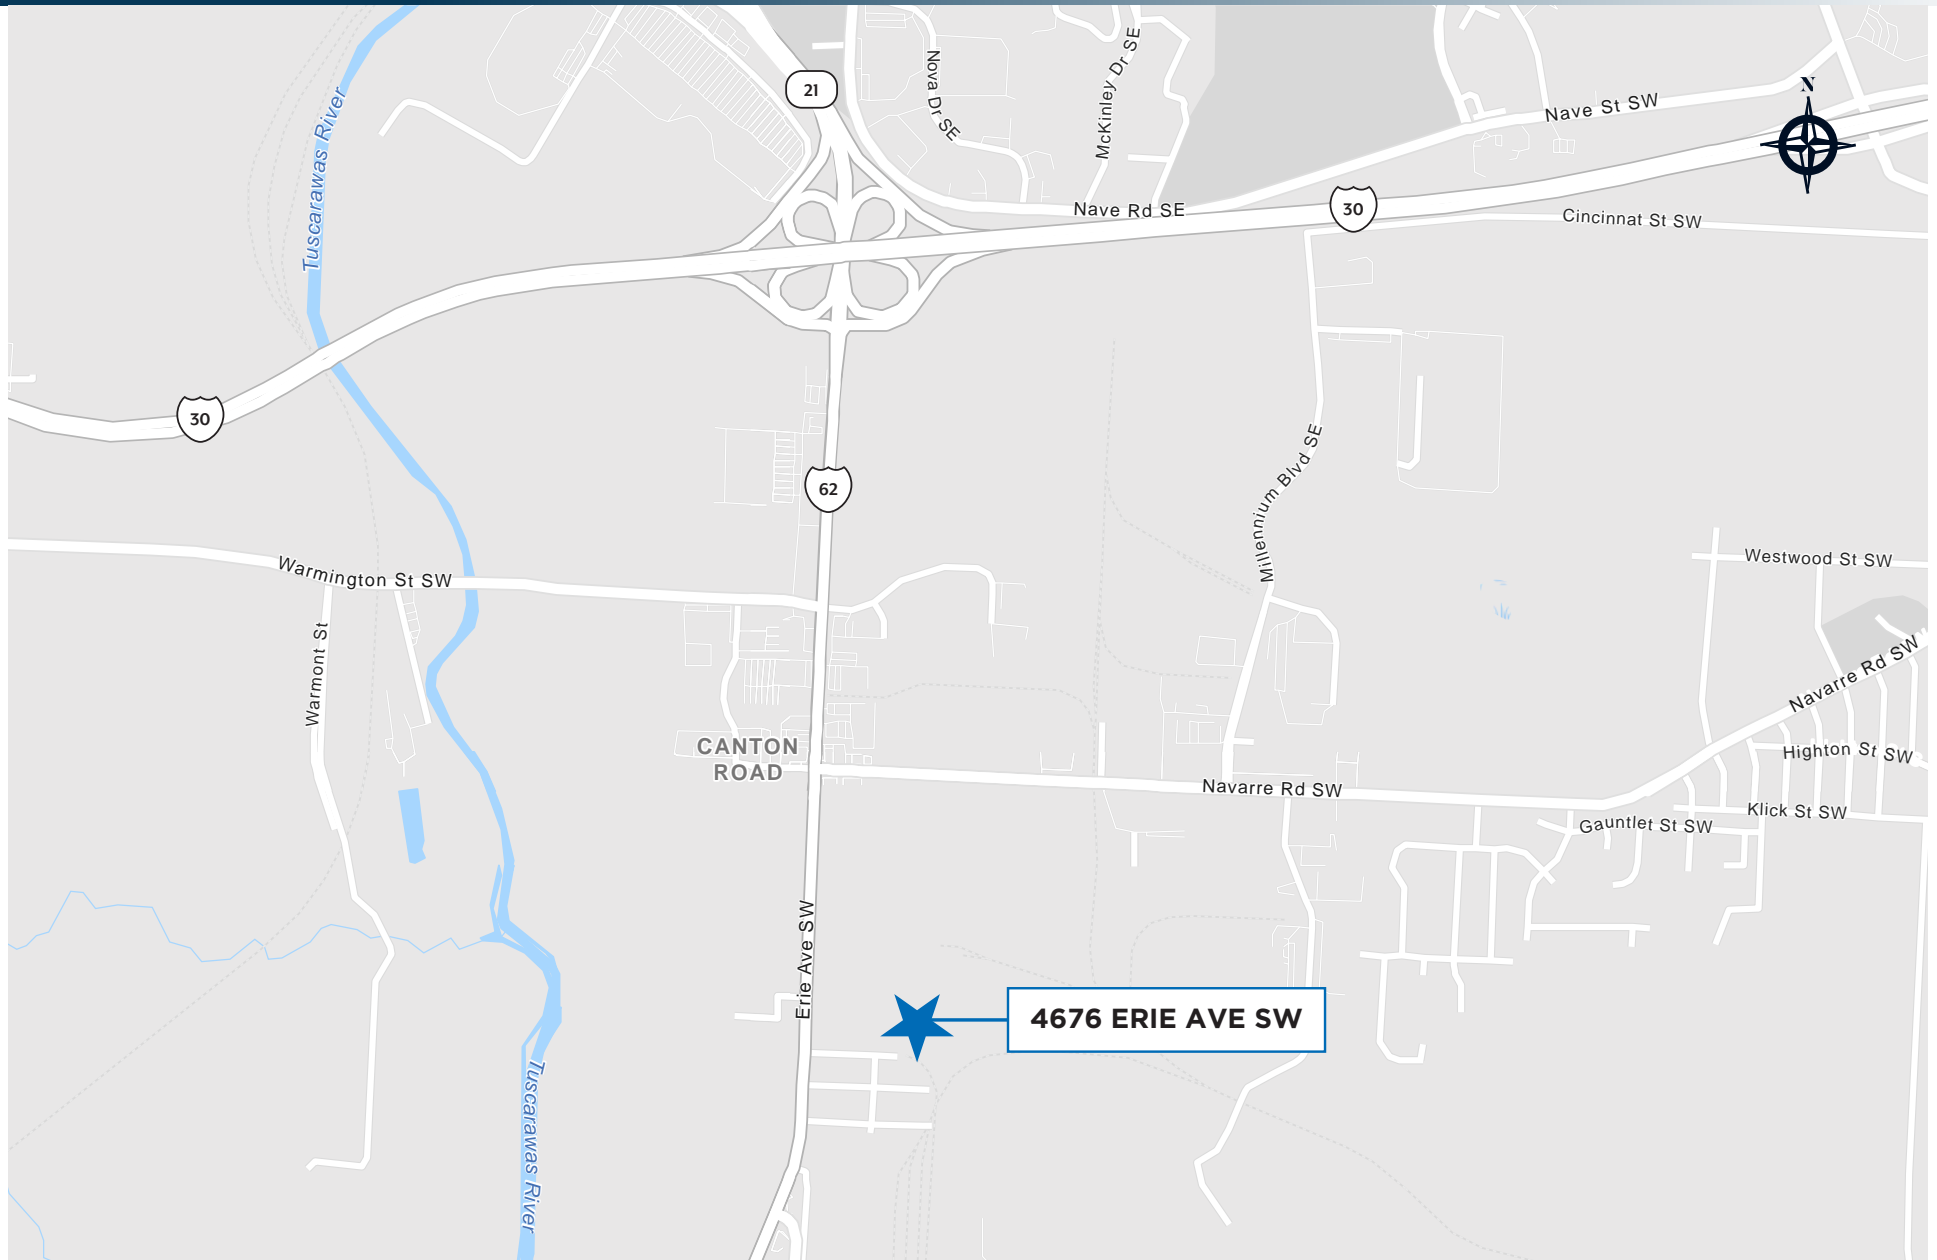 21
Nova Dr SE
McKinley Dr SE
Nave St SW
N
Tuscarawas River
Nave Rd SE
30
Cincinnat St SW
30
62
Millennium Blvd SE
Warmington St SW
Westwood St SW
Warmont St
Navarre Rd SW
CANTON
ROAD
Highton St SW
Navarre Rd SW
Klick St SW
Gauntlet St SW
Erie Ave SW
4676 ERIE AVE SW
Tuscarawas River